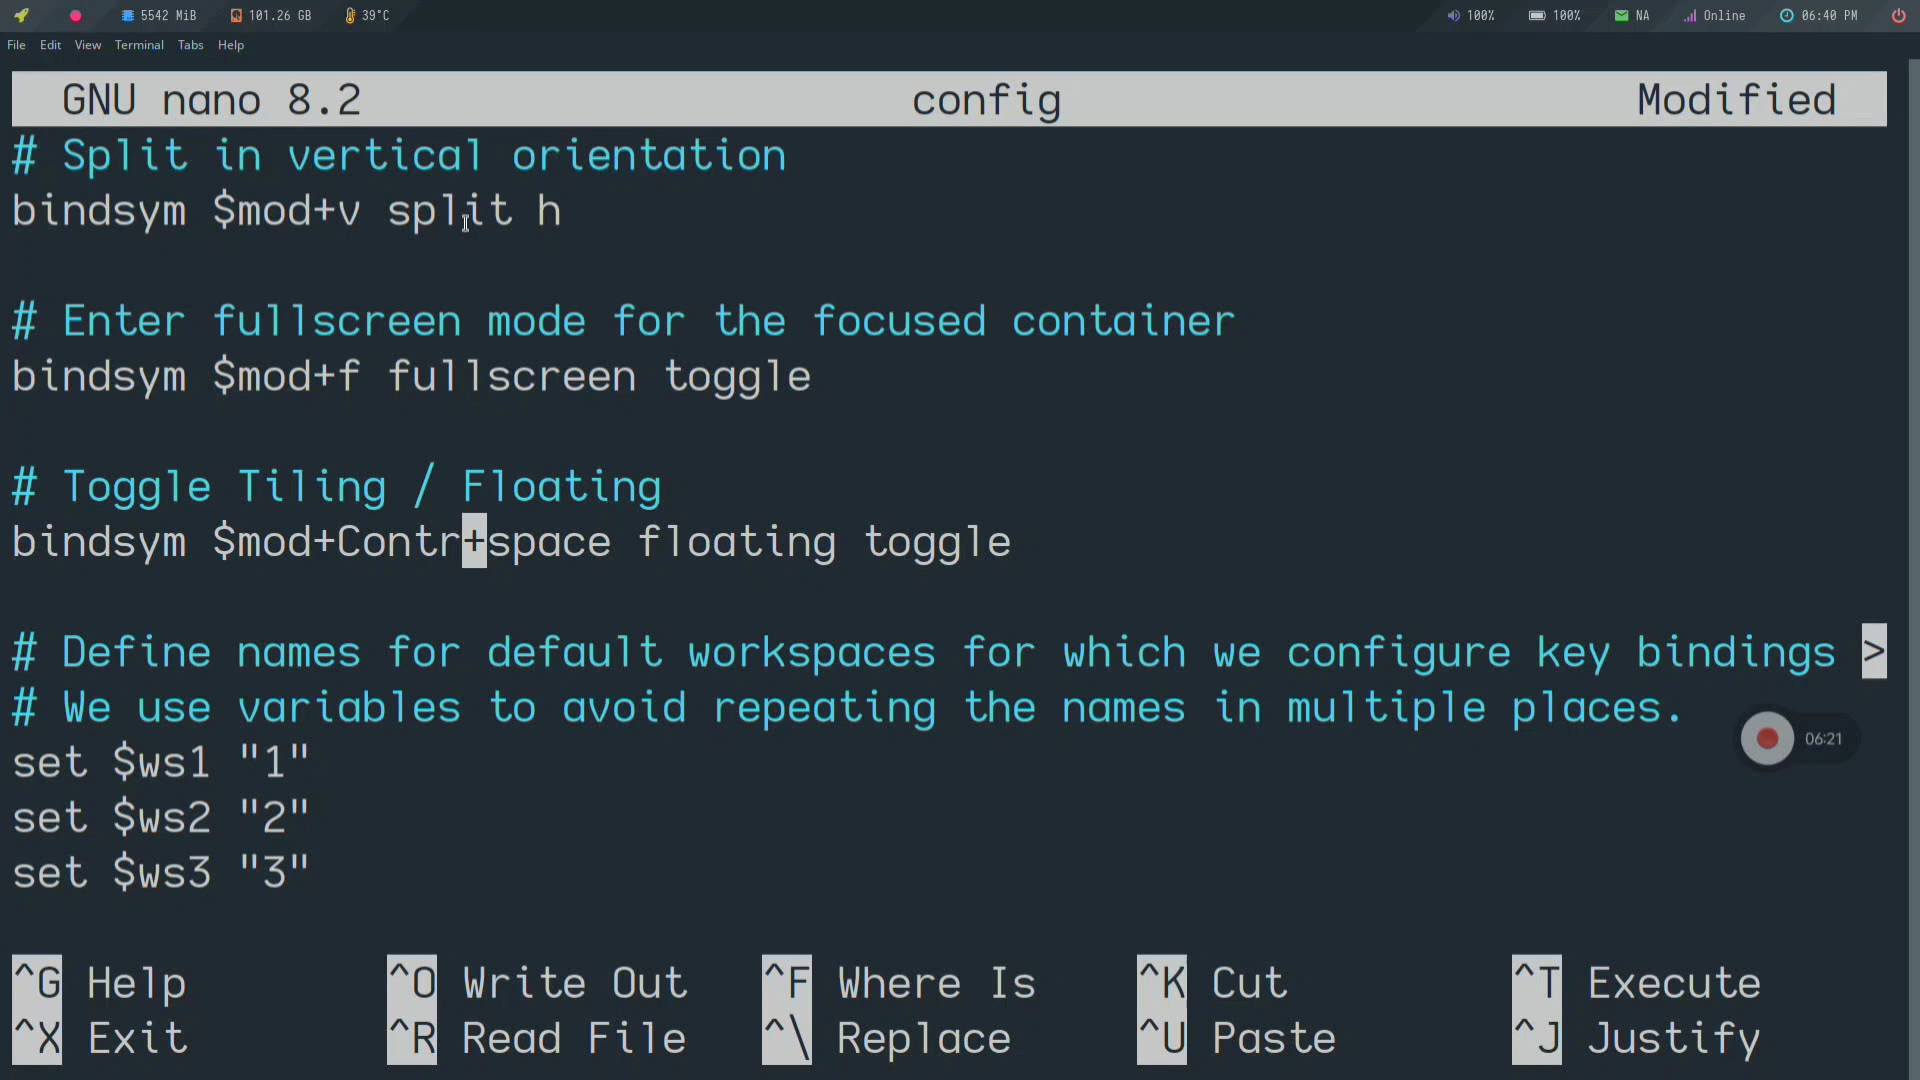 5542 MiB 101.26 GB 39°C 100% 100% NA Online 06:40 PM
File Edit View Terminal Tabs Help
GNU nano 8.2 config Modified
# Split in vertical orientation
bindsym $mod+v split h
# Enter fullscreen mode for the focused container
bindsym $mod+f fullscreen toggle
# Toggle Tiling / Floating
bindsym $mod+Contr+space floating toggle
# Define names for default workspaces for which we configure key bindings >
# We use variables to avoid repeating the names in multiple places.
06:21
set $ws1 "1"
set $ws2 "2"
set $ws3 "3"
^G Help ^O Write Out ^F Where Is ^K Cut ^T Execute
^X Exit ^R Read File ^\ Replace ^U Paste ^J Justify